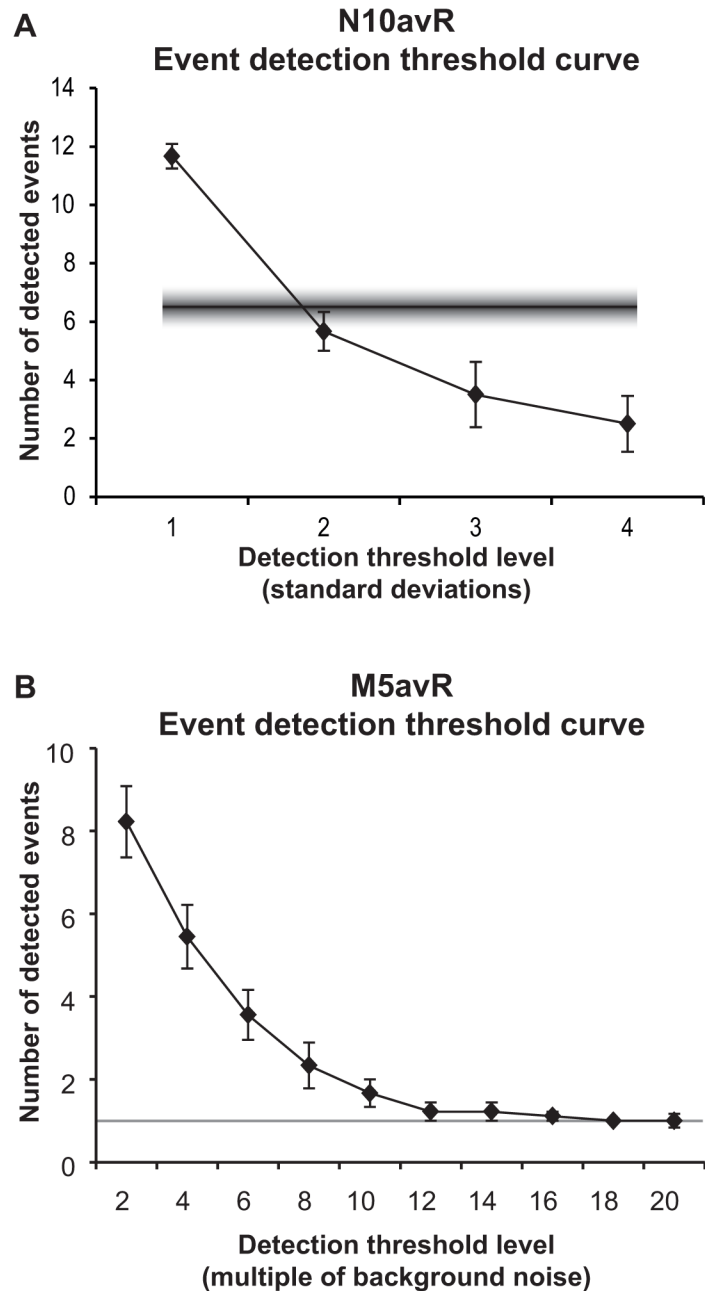 A
N10avR
Event detection threshold curve
Number of detected events
14
12
10
8
6
4
2
0
1 2 3 4
Detection threshold level
(standard deviations)
B
M5avR
Event detection threshold curve
Number of detected events
10
8
6
4
2
0
2 4 6 8 10 12 14 16 18 20
Detection threshold level
(multiple of background noise)